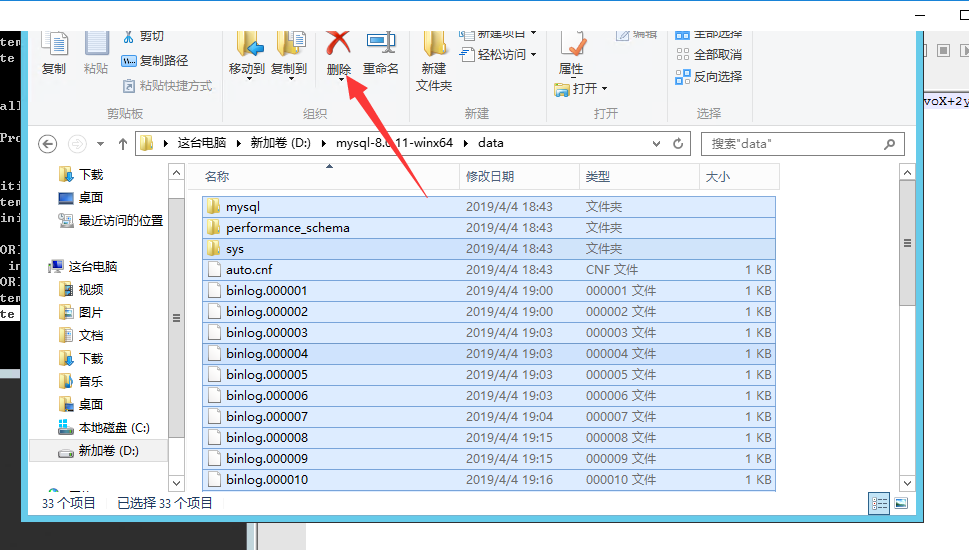 剪切
复制路径
粘贴快捷方式
复制
粘贴
剪贴板
移动到
复制到
删除
重命名
组织
新建项目
轻松访问
新建
文件夹
新建
编辑
属性
打开
打开
全部选择
全部取消
反向选择
选择
这台电脑
新加卷 (D:)
mysql-8.0.11-winx64
data
搜索"data"
voX+2y
名称 修改日期 类型 大小
下载
桌面
最近访问的位置
这台电脑
视频
图片
文档
下载
音乐
桌面
本地磁盘 (C:)
新加卷 (D:)
mysql 2019/4/4 18:43 文件夹
performance_schema 2019/4/4 18:43 文件夹
sys 2019/4/4 18:43 文件夹
auto.cnf 2019/4/4 18:43 CNF 文件 1 KB
binlog.000001 2019/4/4 19:00 000001 文件 1 KB
binlog.000002 2019/4/4 19:00 000002 文件 1 KB
binlog.000003 2019/4/4 19:03 000003 文件 1 KB
binlog.000004 2019/4/4 19:03 000004 文件 1 KB
binlog.000005 2019/4/4 19:03 000005 文件 1 KB
binlog.000006 2019/4/4 19:03 000006 文件 1 KB
binlog.000007 2019/4/4 19:04 000007 文件 1 KB
binlog.000008 2019/4/4 19:15 000008 文件 1 KB
binlog.000009 2019/4/4 19:15 000009 文件 1 KB
binlog.000010 2019/4/4 19:16 000010 文件 1 KB
33 个项目 已选择 33 个项目